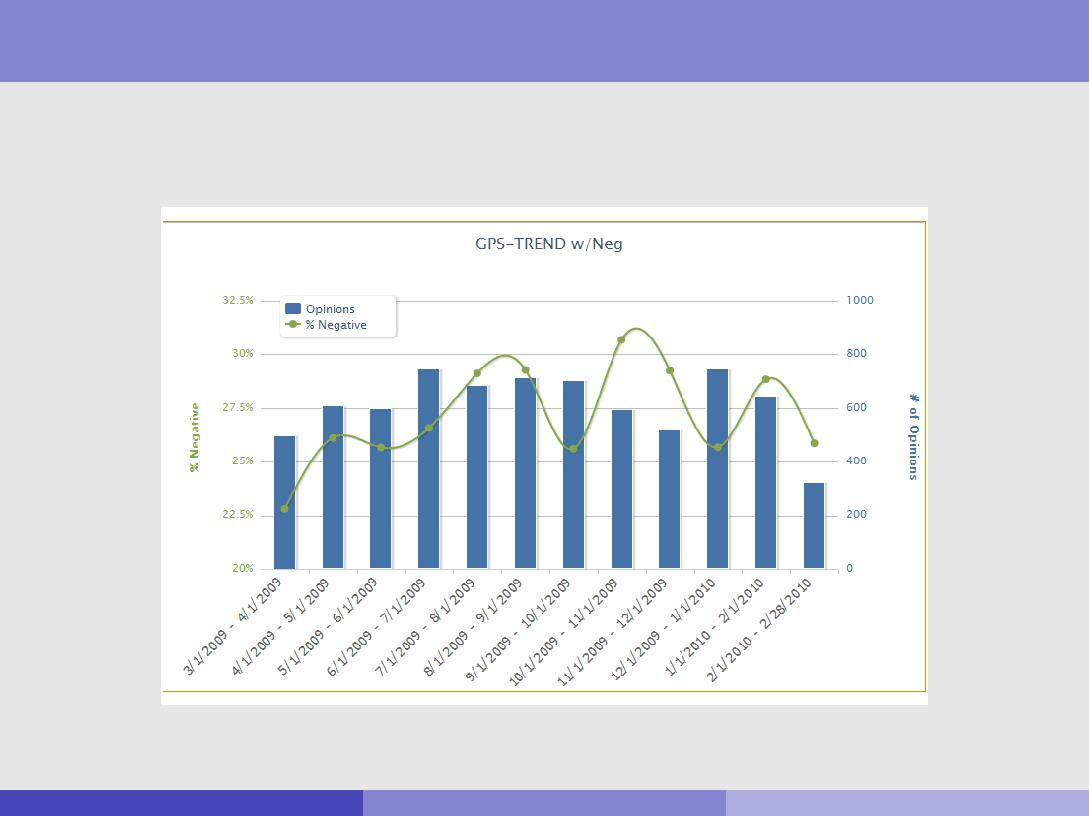 GPS-TREND w/Neg
Opinions
% Negative
32.5%
30%
27.5%
25%
22.5%
20%
% Negative
1000
800
600
400
200
0
# of Opinions
3/1/2009 - 4/1/2009
4/1/2009 - 5/1/2009
5/1/2009 - 6/1/2009
6/1/2009 - 7/1/2009
7/1/2009 - 8/1/2009
8/1/2009 - 9/1/2009
9/1/2009 - 10/1/2009
10/1/2009 - 11/1/2009
11/1/2009 - 12/1/2009
12/1/2009 - 1/1/2010
1/1/2010 - 2/1/2010
2/1/2010 - 2/28/2010